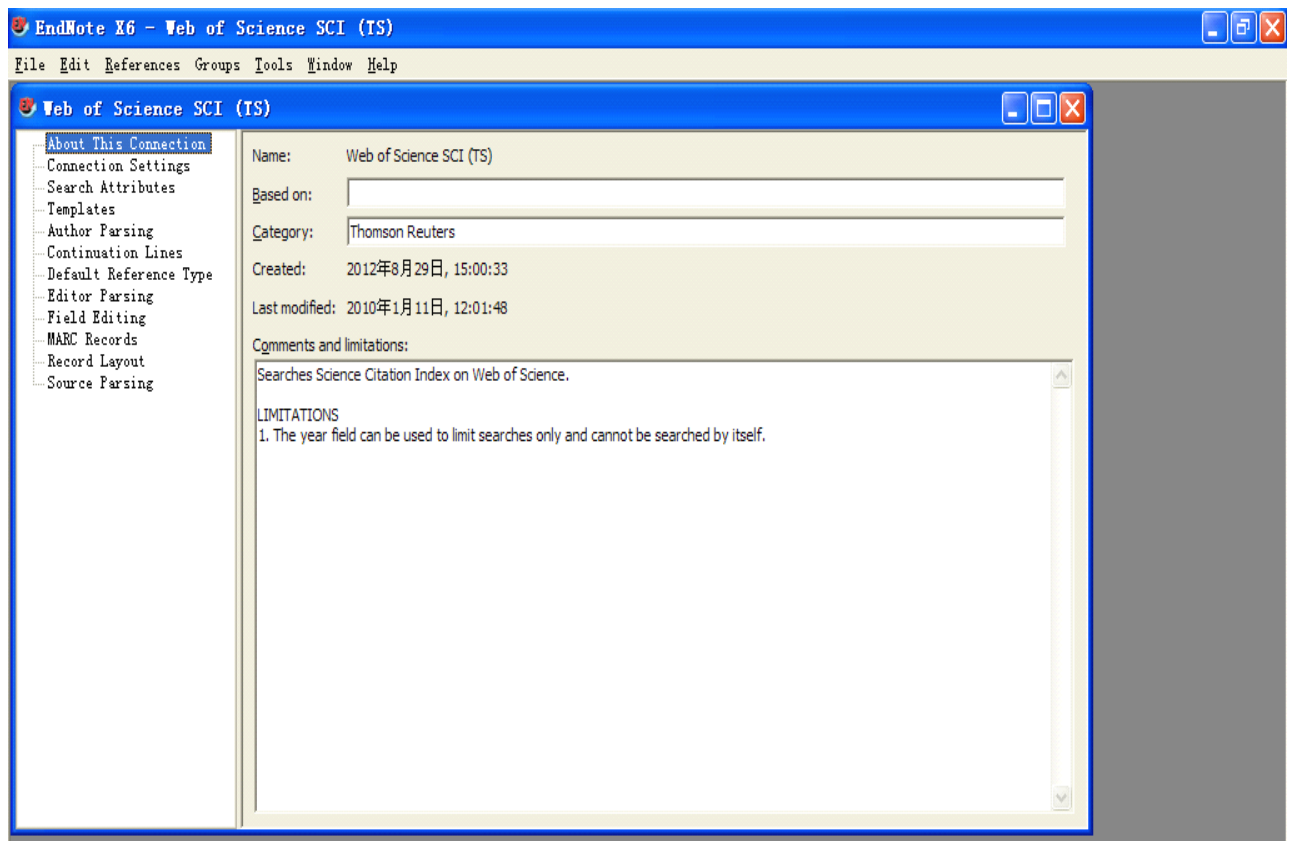 EndNote X6 - Web of Science SCI (TS)
File Edit References Groups Tools Window Help
Web of Science SCI (TS)
About This Connection
Connection Settings
Search Attributes
Templates
Author Parsing
Continuation Lines
Default Reference Type
Editor Parsing
Field Editing
MARC Records
Record Layout
Source Parsing
Name: Web of Science SCI (TS)
Based on:
Category: Thomson Reuters
Created: 2012年8月29日, 15:00:33
Last modified: 2010年1月11日, 12:01:48
Comments and limitations:
Searches Science Citation Index on Web of Science.
LIMITATIONS
1. The year field can be used to limit searches only and cannot be searched by itself.